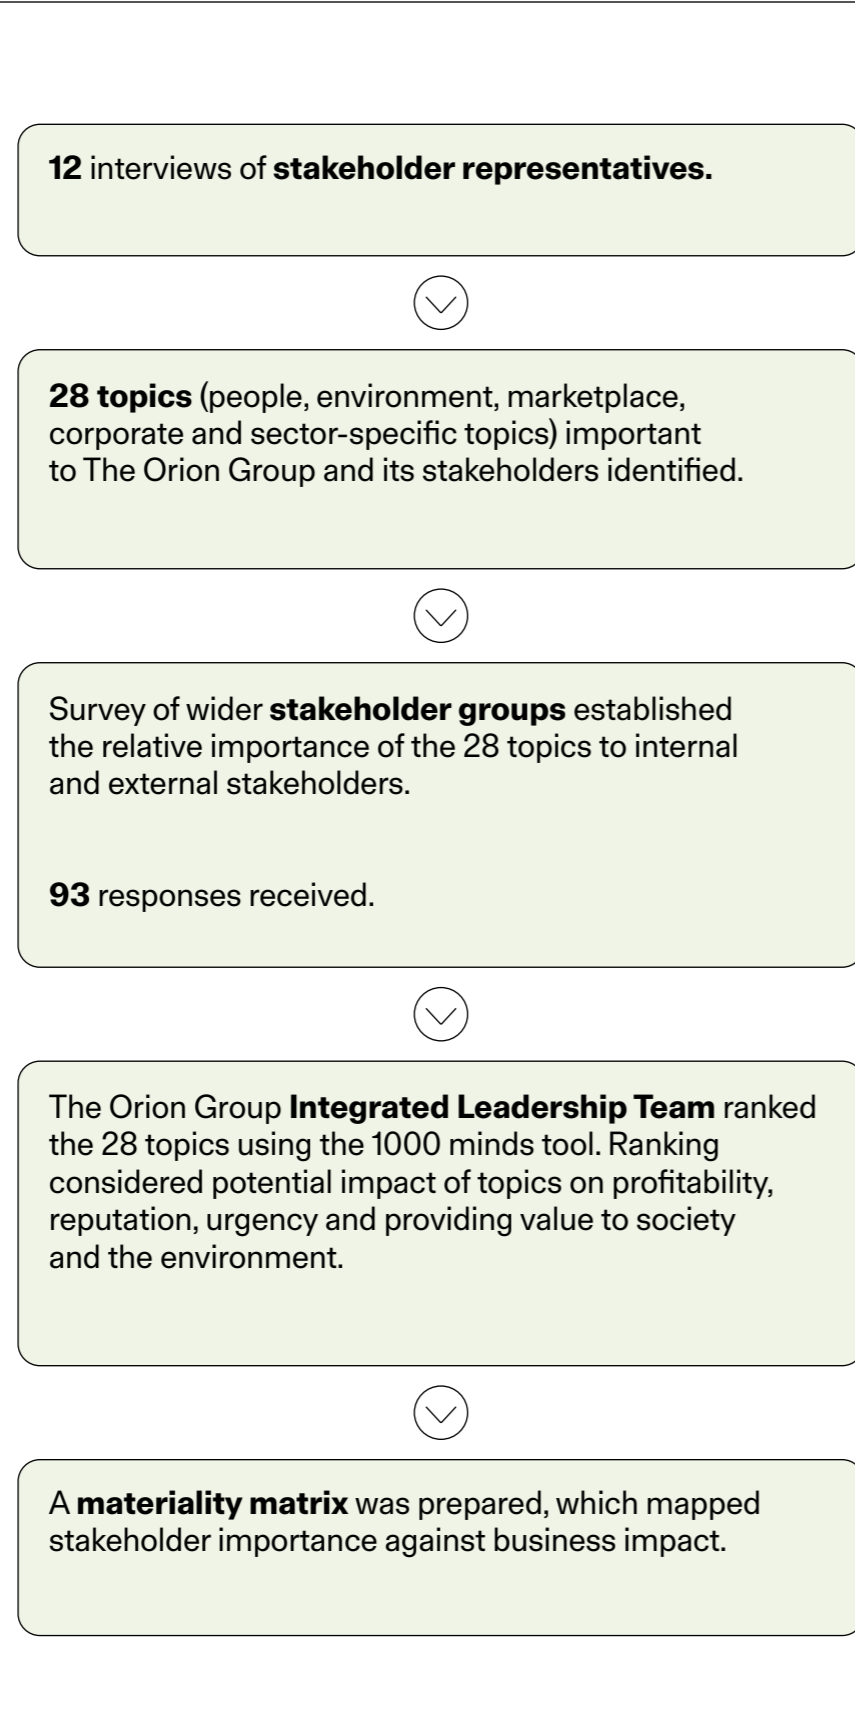 12 interviews of stakeholder representatives.
28 topics (people, environment, marketplace,
corporate and sector-specific topics) important
to The Orion Group and its stakeholders identified.
Survey of wider stakeholder groups established
the relative importance of the 28 topics to internal
and external stakeholders.
93 responses received.
The Orion Group Integrated Leadership Team ranked
the 28 topics using the 1000 minds tool. Ranking
considered potential impact of topics on profitability,
reputation, urgency and providing value to society
and the environment.
A materiality matrix was prepared, which mapped
stakeholder importance against business impact.